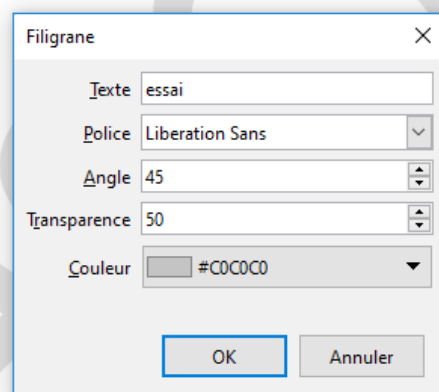 Filigrane
Texte essai
Police Liberation Sans
Angle 45
Transparence 50
Couleur #C0C0C0
OK Annuler